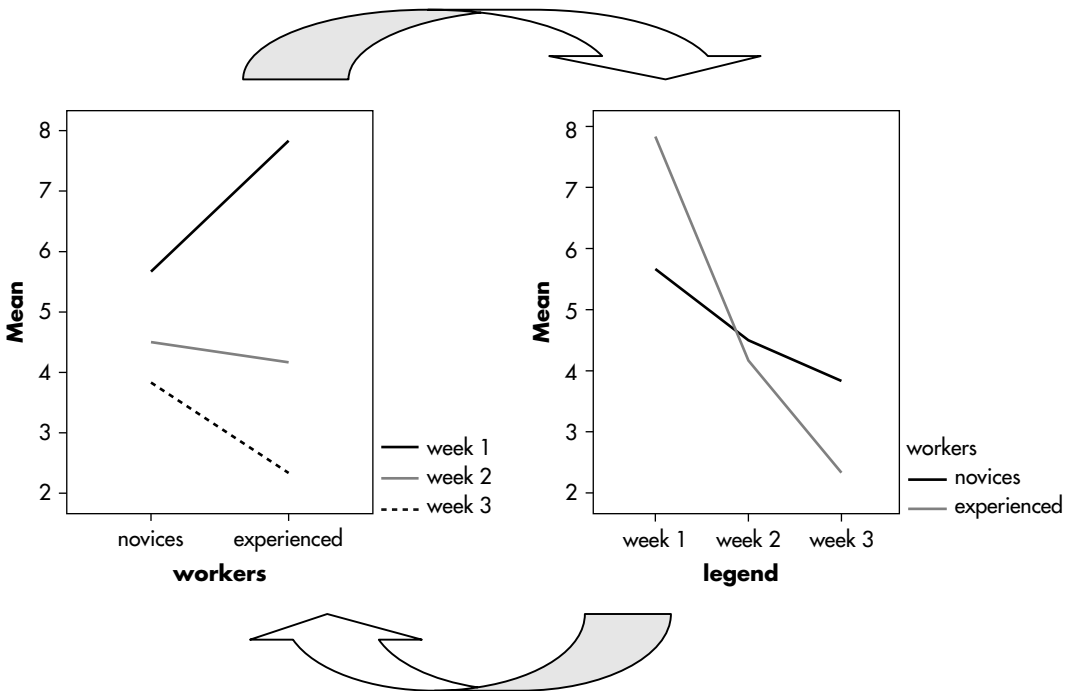 8
7
6
5
4
3
2
Mean
novices experienced
workers
week 1
week 2
week 3
8
7
6
5
4
3
2
Mean
week 1 week 2 week 3
legend
workers
novices
experienced